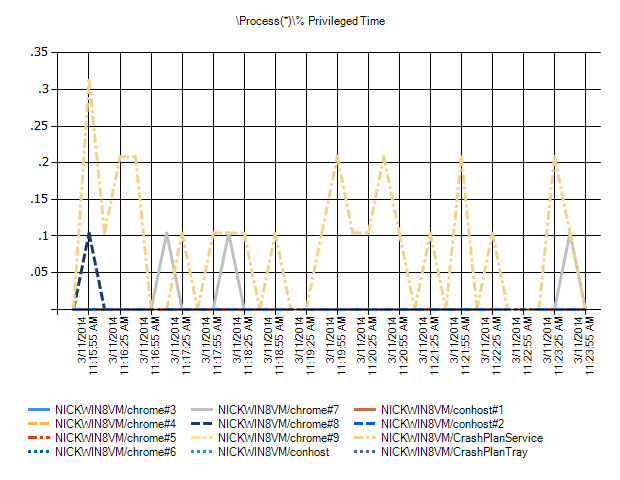 \Process(*)\% Privileged Time
.35
.3
.25
.2
.15
.1
.05
3/11/2014 11:15:55 AM
3/11/2014 11:16:25 AM
3/11/2014 11:16:55 AM
3/11/2014 11:17:25 AM
3/11/2014 11:17:55 AM
3/11/2014 11:18:25 AM
3/11/2014 11:18:55 AM
3/11/2014 11:19:25 AM
3/11/2014 11:19:55 AM
3/11/2014 11:20:25 AM
3/11/2014 11:20:55 AM
3/11/2014 11:21:25 AM
3/11/2014 11:21:55 AM
3/11/2014 11:22:25 AM
3/11/2014 11:22:55 AM
3/11/2014 11:23:25 AM
3/11/2014 11:23:55 AM
NICKWIN8VM/chrome#3 NICKWIN8VM/chrome#7 NICKWIN8VM/conhost#1
NICKWIN8VM/chrome#4 NICKWIN8VM/chrome#8 NICKWIN8VM/conhost#2
NICKWIN8VM/chrome#5 NICKWIN8VM/chrome#9 NICKWIN8VM/CrashPlanService
NICKWIN8VM/chrome#6 NICKWIN8VM/conhost NICKWIN8VM/CrashPlanTray